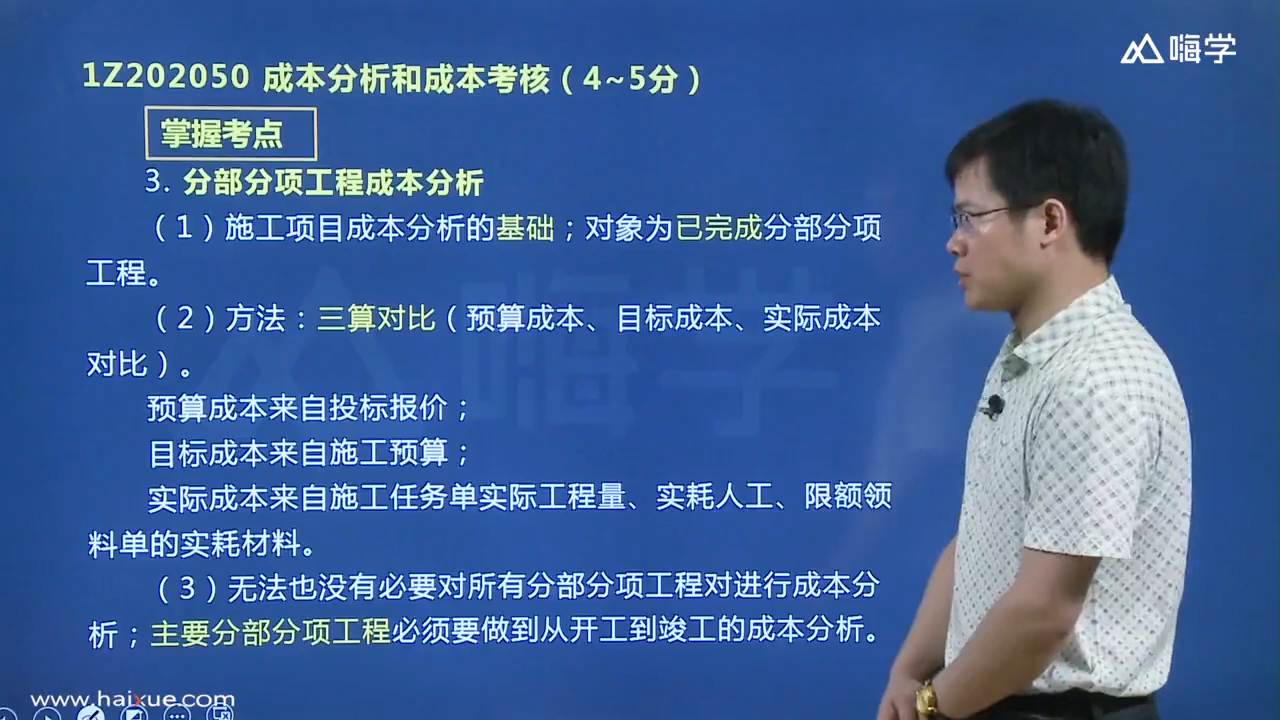 嗨学
1Z202050 成本分析和成本考核（4~5分）
掌握考点
3. 分部分项工程成本分析
（1）施工项目成本分析的基础；对象为已完成分部分项
工程。
（2）方法：三算对比（预算成本、目标成本、实际成本
对比）。
预算成本来自投标报价；
目标成本来自施工预算；
实际成本来自施工任务单实际工程量、实耗人工、限额领
料单的实耗材料。
（3）无法也没有必要对所有分部分项工程对进行成本分
析；主要分部分项工程必须要做到从开工到竣工的成本分析。
嗨学
www.haixue.com